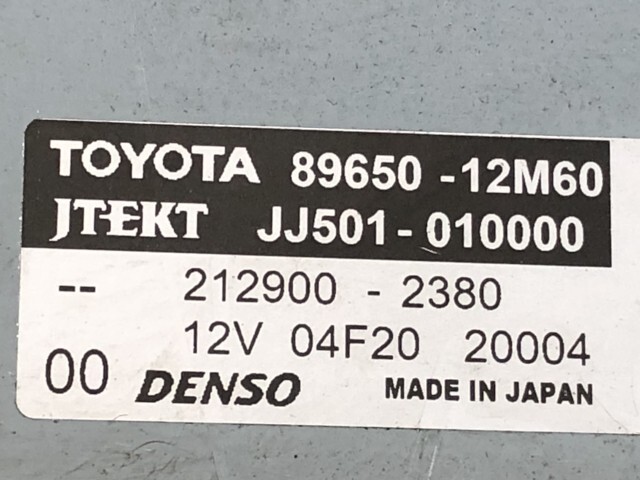 TOYOTA 89650-12M60
JTEKT JJ501-010000
-- 212900-2380
12V 04F20 20004
00 DENSO MADE IN JAPAN